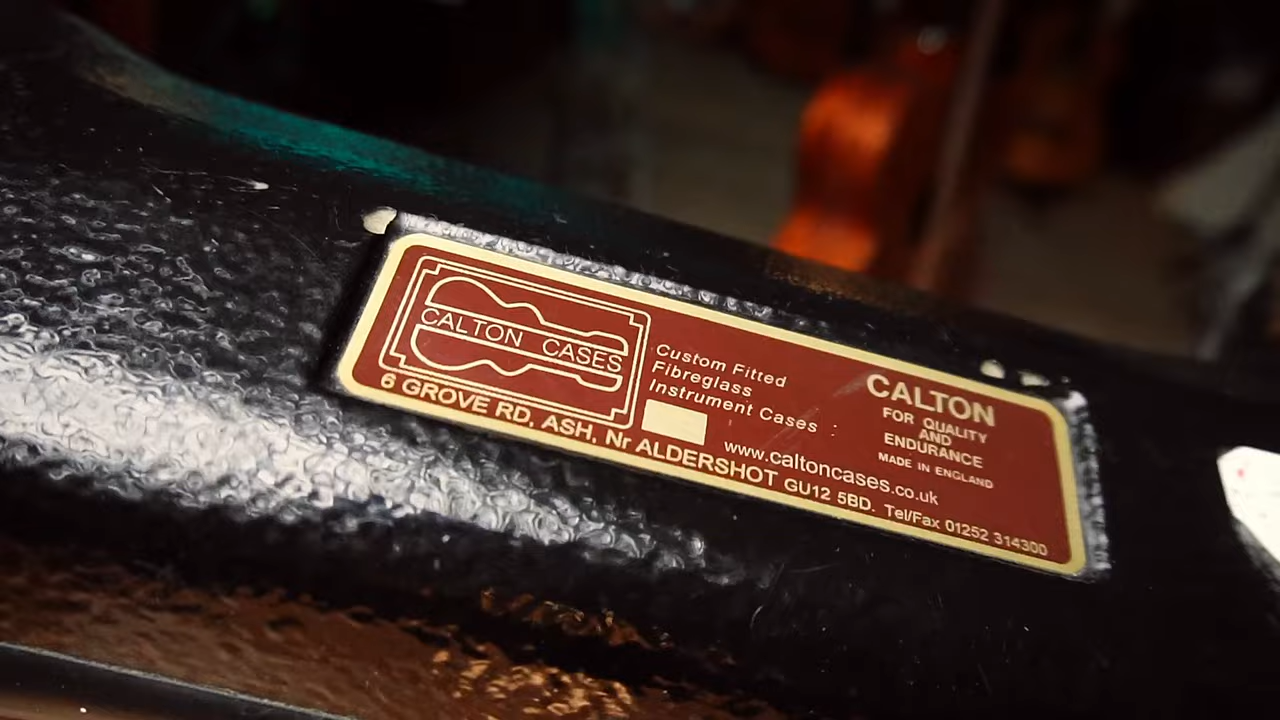 CALTON CASES
Custom Fitted
Fibreglass
Instrument Cases :
CALTON
FOR QUALITY
AND
ENDURANCE
MADE IN ENGLAND
www.caltoncases.co.uk
6 GROVE RD, ASH, Nr ALDERSHOT GU12 5BD. Tel/Fax 01252 314300